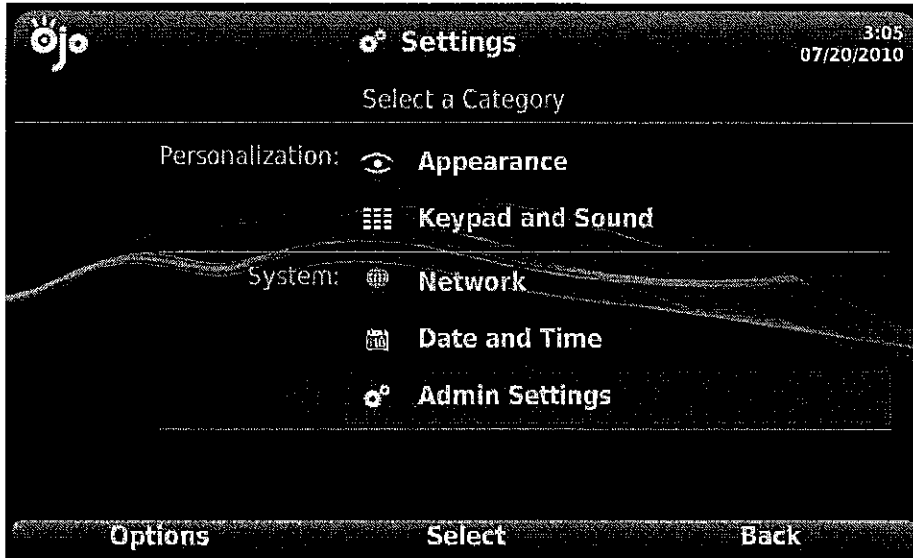 ojo
Settings
3:05
07/20/2010
Select a Category
Personalization:
Appearance
Keypad and Sound
System:
Network
Date and Time
Admin Settings
Options
Select
Back